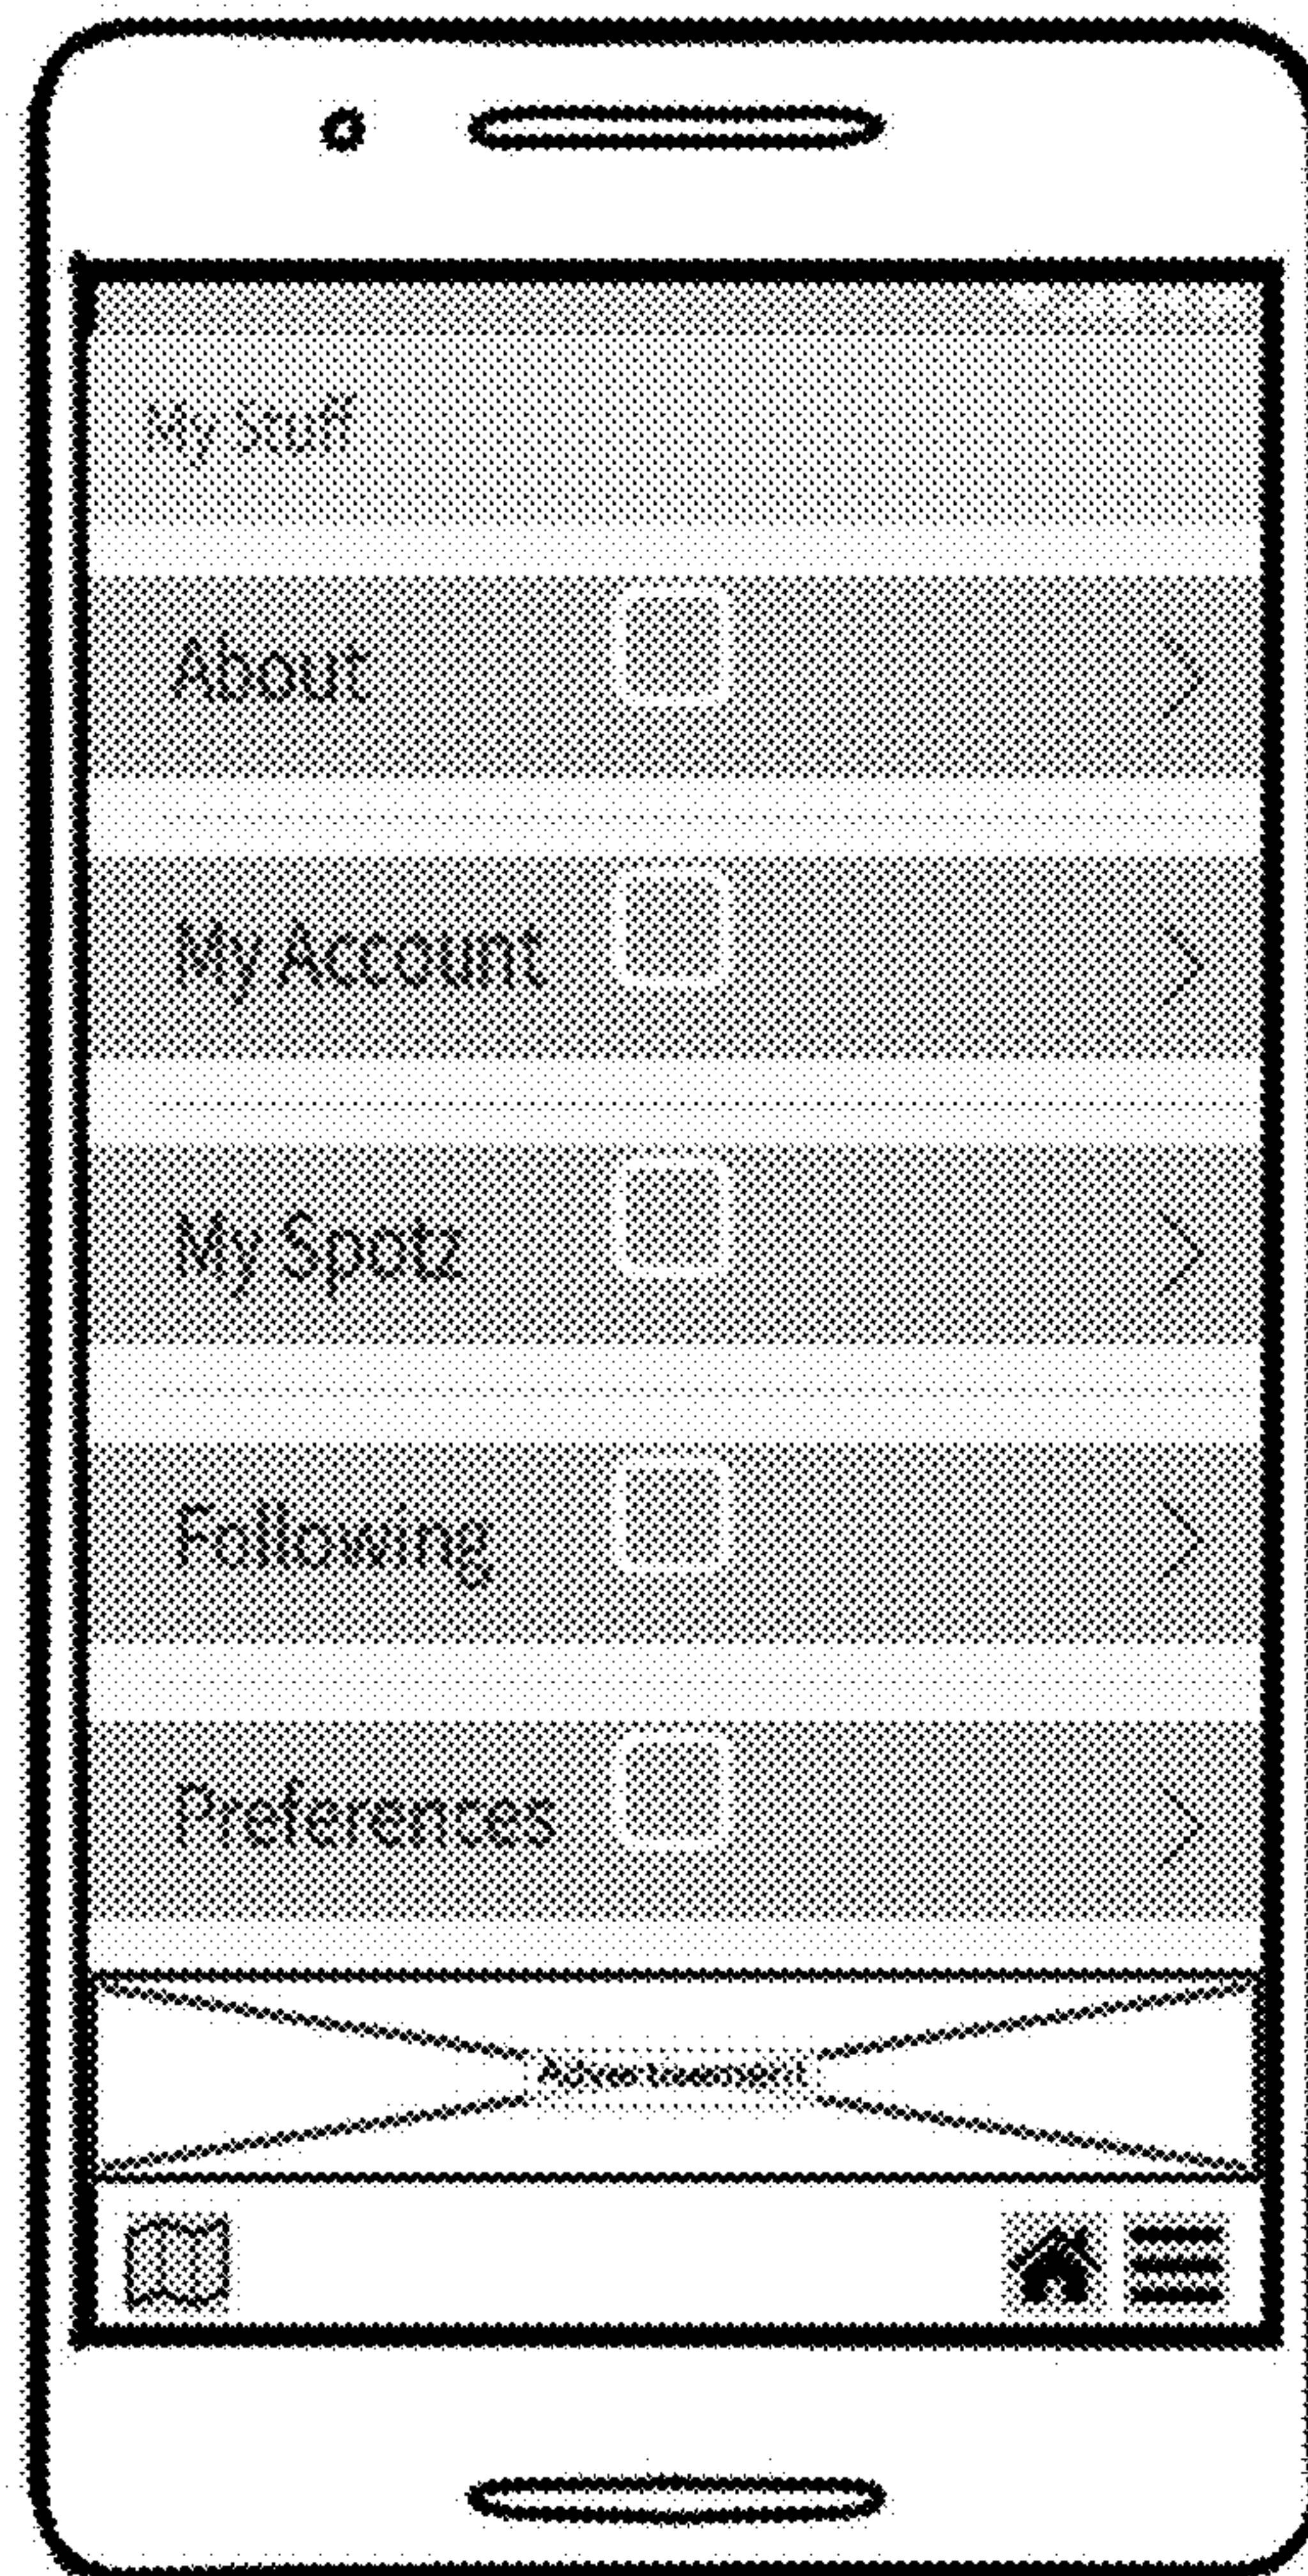 My Stuff
About
My Account
My Spotz
Following
Preferences
Advertisement